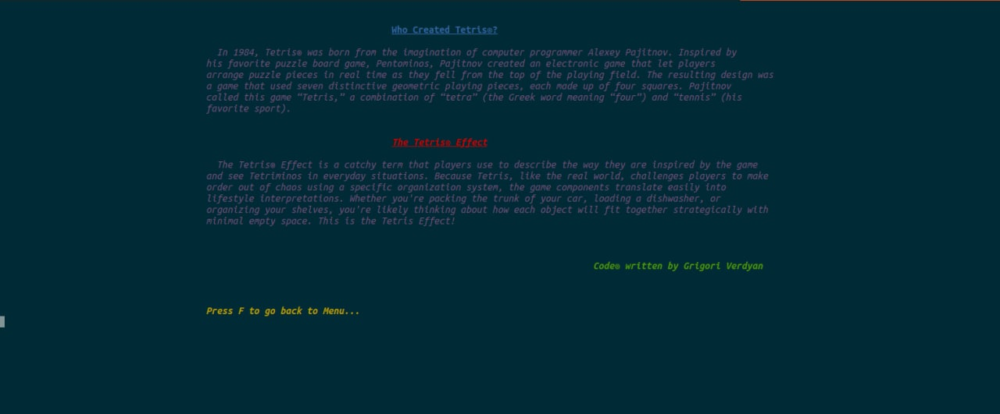 Who Created Tetris®?
In 1984, Tetris® was born from the imagination of computer programmer Alexey Pajitnov. Inspired by
his favorite puzzle board game, Pentominos, Pajitnov created an electronic game that let players
arrange puzzle pieces in real time as they fell from the top of the playing field. The resulting design was
a game that used seven distinctive geometric playing pieces, each made up of four squares. Pajitnov
called this game “Tetris,” a combination of “tetra” (the Greek word meaning “four”) and “tennis” (his
favorite sport).
The Tetris® Effect
The Tetris® Effect is a catchy term that players use to describe the way they are inspired by the game
and see Tetriminos in everyday situations. Because Tetris, like the real world, challenges players to make
order out of chaos using a specific organization system, the game components translate easily into
lifestyle interpretations. Whether you're packing the trunk of your car, loading a dishwasher, or
organizing your shelves, you're likely thinking about how each object will fit together strategically with
minimal empty space. This is the Tetris Effect!
Code® written by Grigori Verdyan
Press F to go back to Menu...